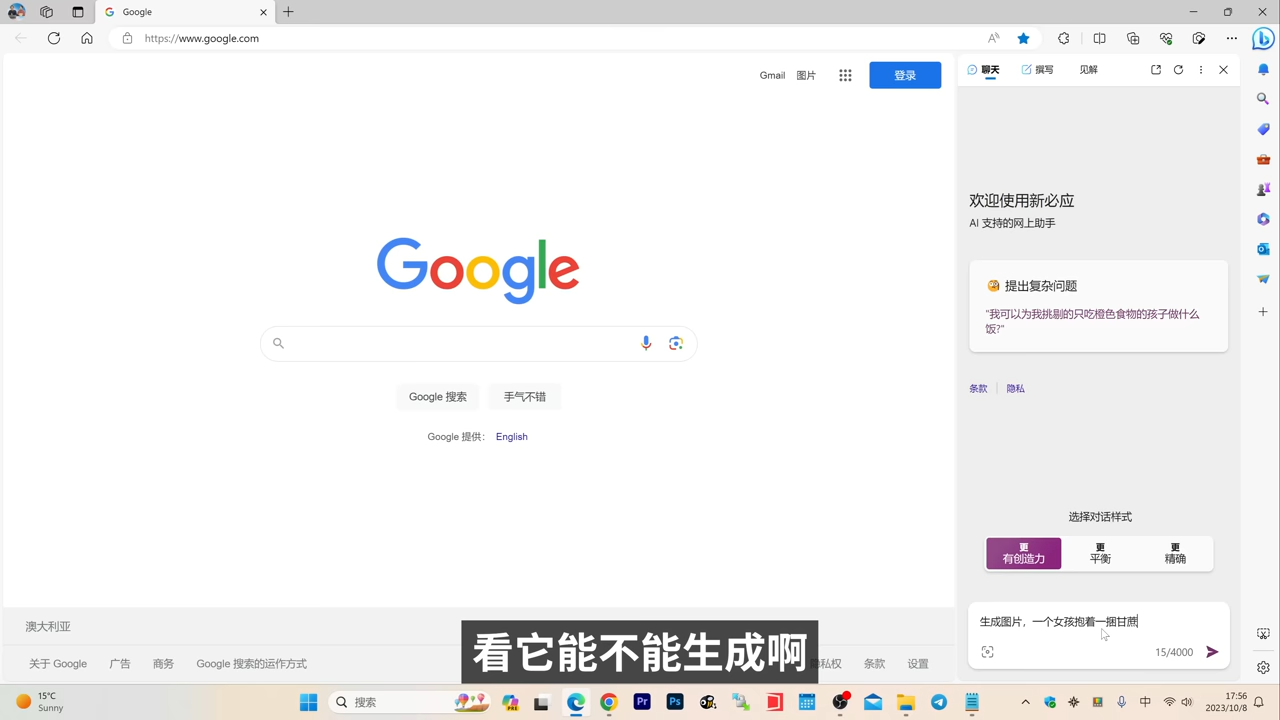 Google
https://www.google.com
Gmail
图片
登录
Google
Google 搜索
手气不错
Google 提供：
English
澳大利亚
关于 Google
广告
商务
Google 搜索的运作方式
隐私权
条款
设置
聊天
撰写
见解
欢迎使用新必应
AI 支持的网上助手
提出复杂问题
"我可以为我挑剔的只吃橙色食物的孩子做什么
饭?"
条款
隐私
选择对话样式
更
有创造力
更
平衡
更
精确
生成图片，一个女孩抱着一捆甘蔗
15/4000
看它能不能生成啊
15°C
Sunny
搜索
PRE
Pr
Ps
中
17:56
2023/10/8